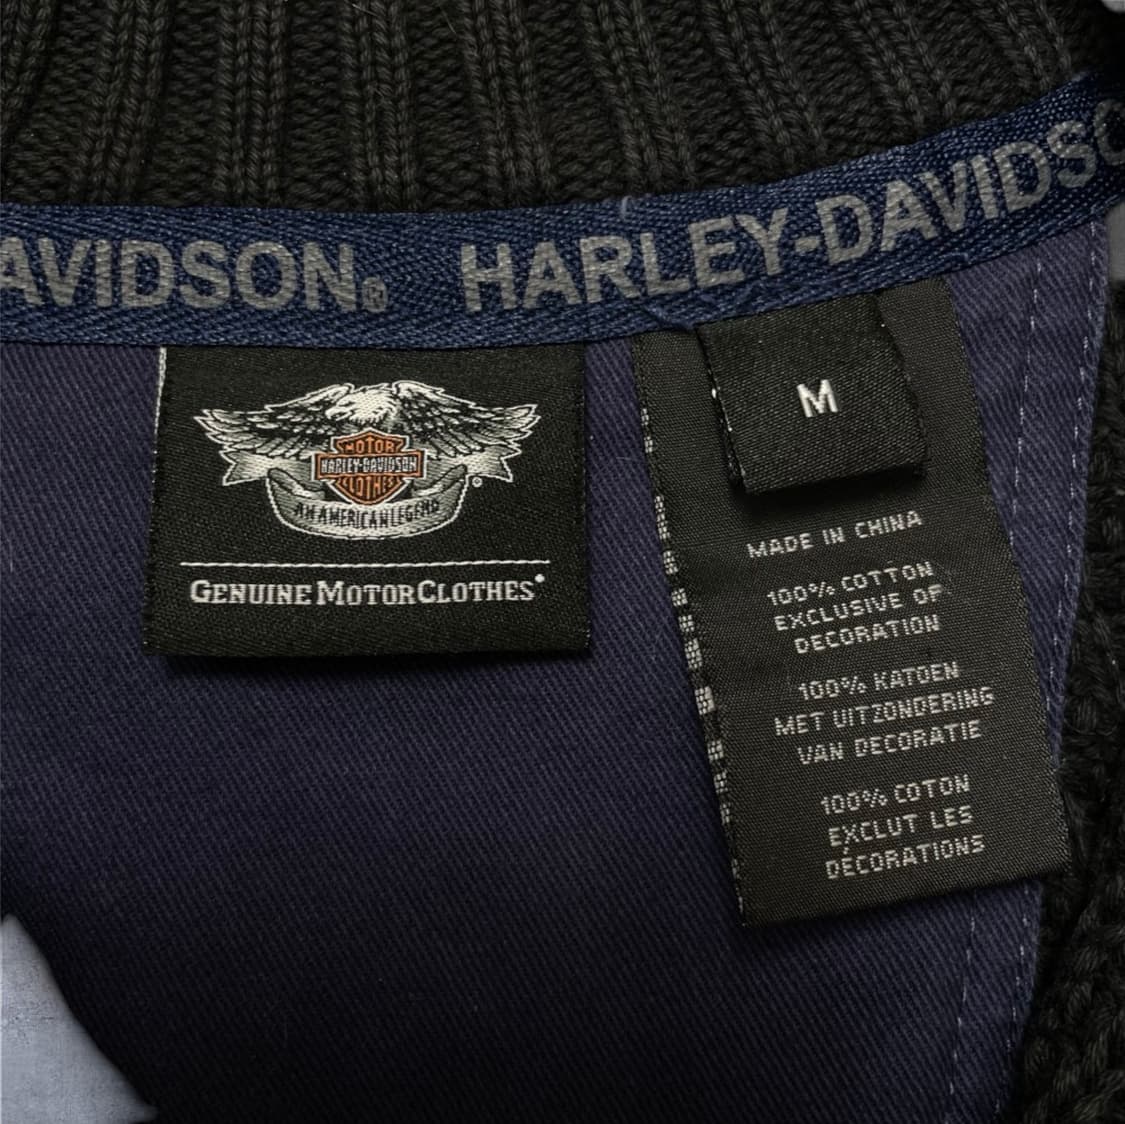 AVIDSON® HARLEY-DAVIDSO
MOTOR
HARLEY-DAVIDSON
CLOTHES
AN AMERICAN LEGEND
GENUINE MOTORCLOTHES
M
MADE IN CHINA
100% COTTON
EXCLUSIVE OF
DECORATION
100% KATOEN
MET UITZONDERING
VAN DECORATIE
100% COTON
EXCLUT LES
DÉCORATIONS